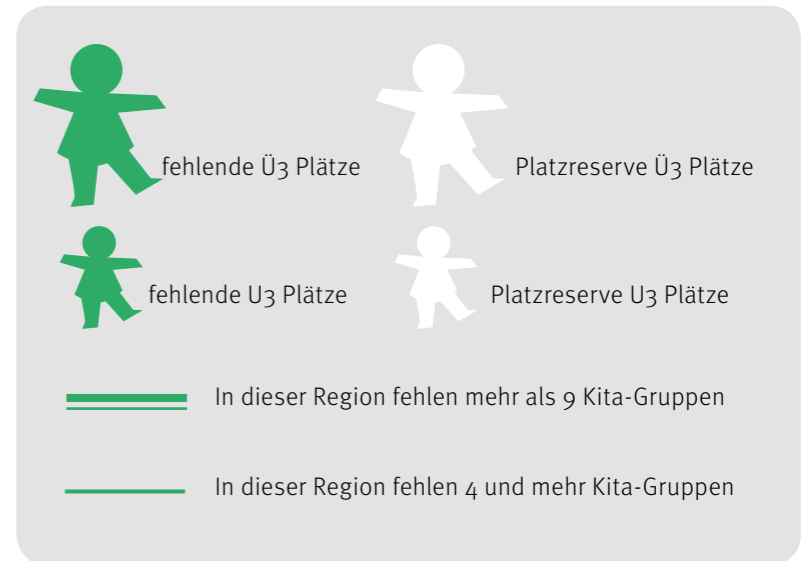 fehlende Ü3 Plätze
Platzreserve Ü3 Plätze
fehlende U3 Plätze
Platzreserve U3 Plätze
In dieser Region fehlen mehr als 9 Kita-Gruppen
In dieser Region fehlen 4 und mehr Kita-Gruppen